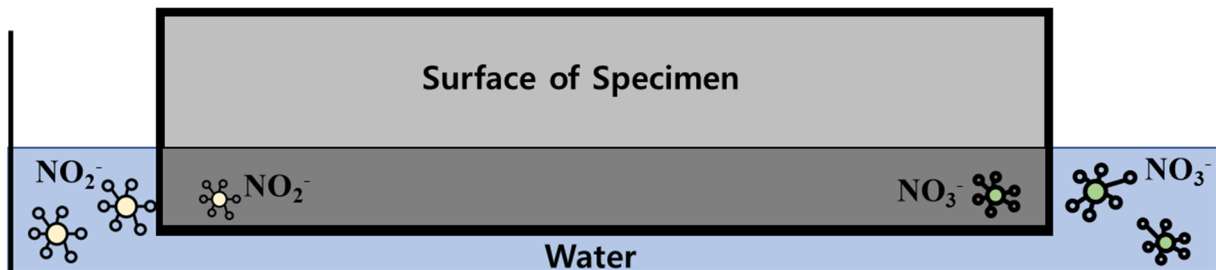 Surface of Specimen
NO₂⁻
NO₂⁻
NO₃⁻
NO₃⁻
Water